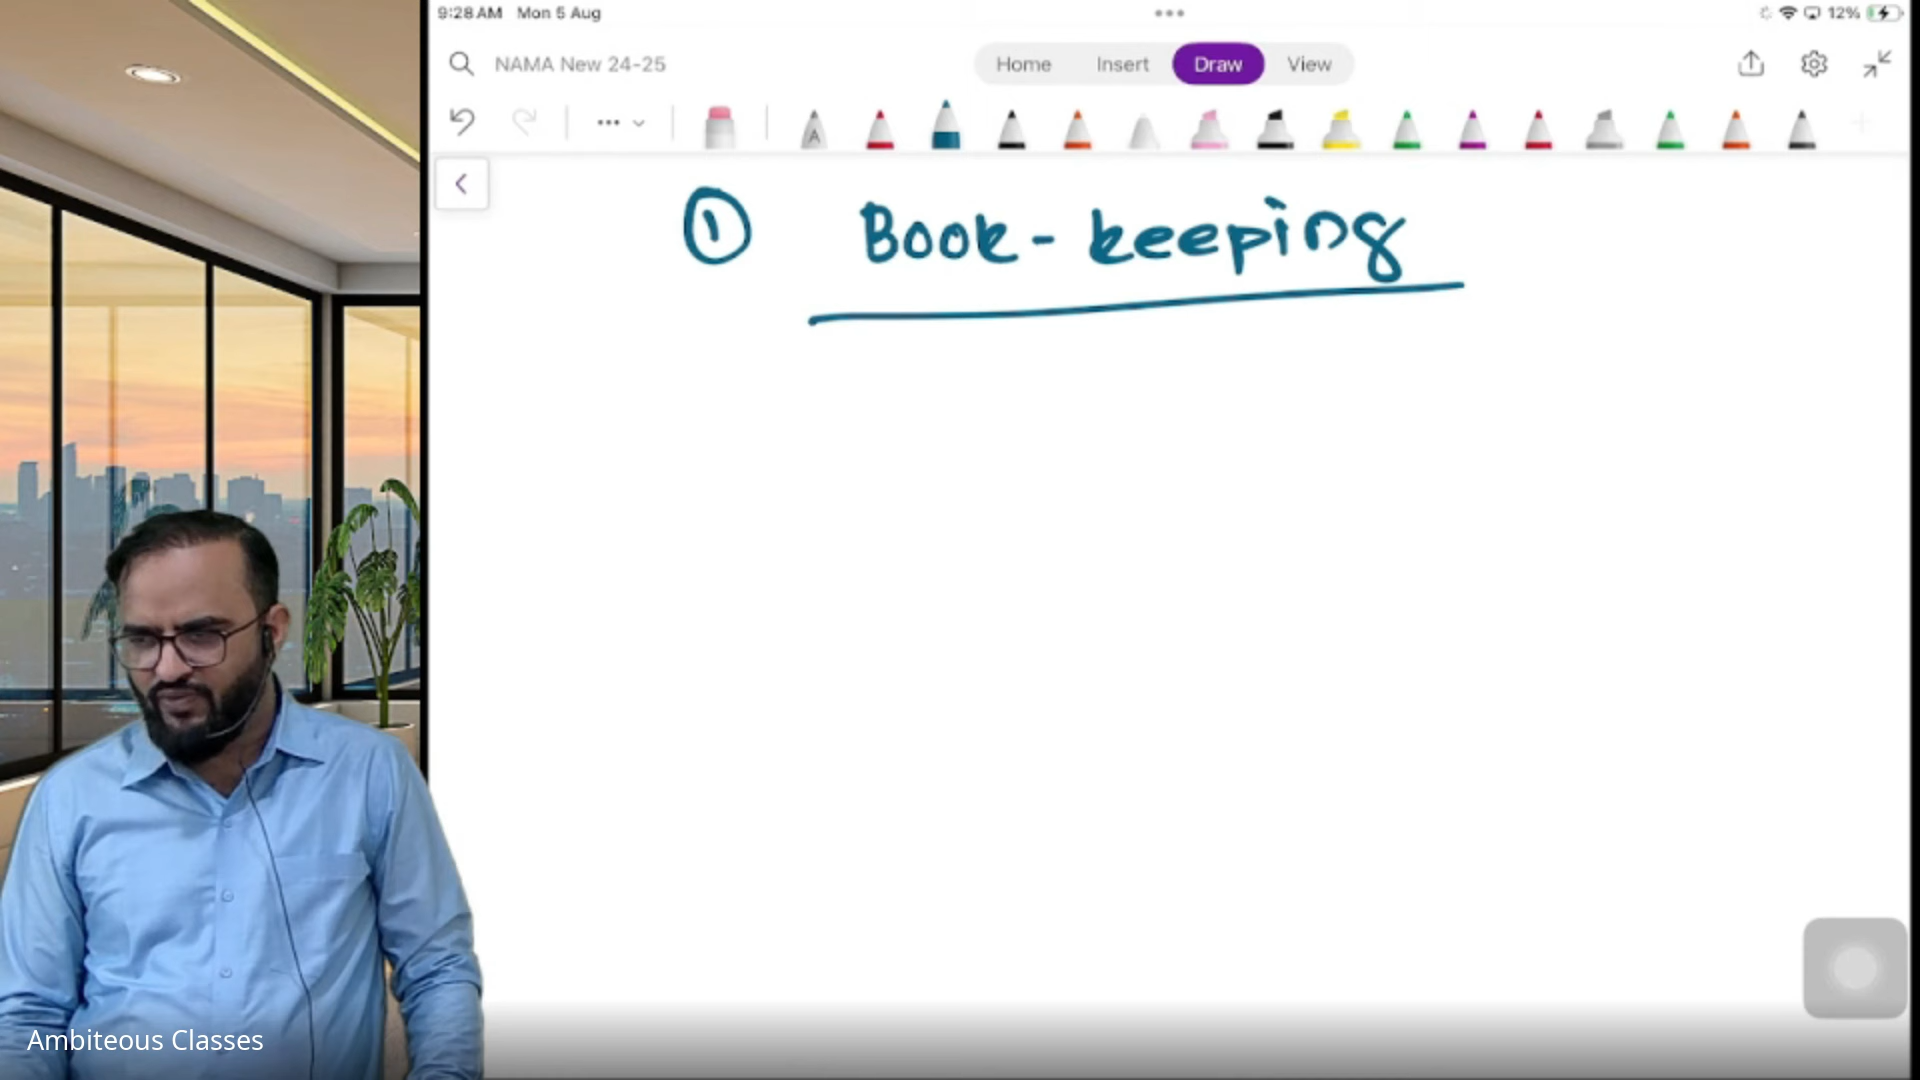 9:28 AM Mon 5 Aug
12%
NAMA New 24-25
Home Insert Draw View
A
① Book-keeping
Ambiteous Classes